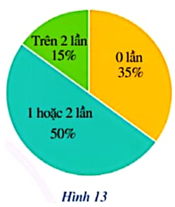 Trên 2 lần
15%
0 lần
35%
1 hoặc 2 lần
50%
Hình 13